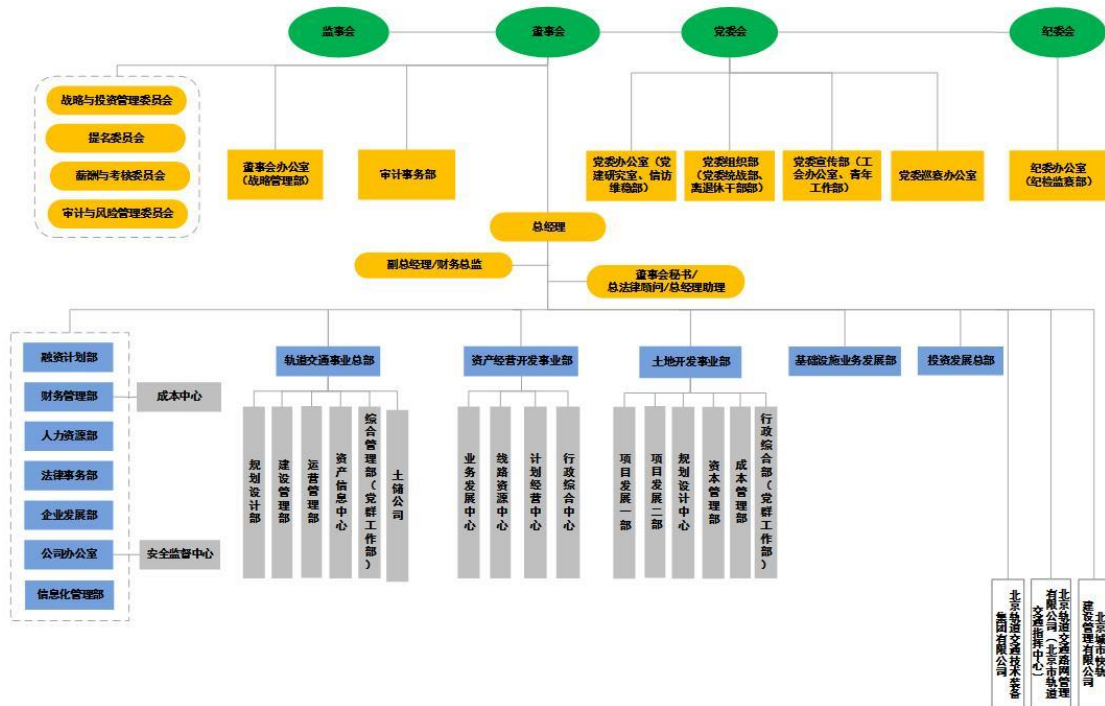 监事会
董事会
党委会
纪委会
战略与投资管理委员会
提名委员会
薪酬与考核委员会
审计与风险管理委员会
董事会办公室
（战略管理部）
审计事务部
党委办公室（党
建研究室、信访
维稳部）
党委组织部
（党委统战部、
离退休干部部）
党委宣传部（工
会办公室、青年
工作部）
党委巡察办公室
纪委办公室
（纪检监察部）
总经理
副总经理/财务总监
董事会秘书/
总法律顾问/总经理助理
融资计划部
财务管理部
人力资源部
法律事务部
企业发展部
公司办公室
信息化管理部
成本中心
安全监督中心
轨道交通事业总部
规划设计部
建设管理部
运营管理部
资产信息中心
综合管理部（党群工作部）
土储公司
资产经营开发事业部
业务发展中心
线路资源中心
计划经营中心
行政综合中心
土地开发事业部
项目发展一部
项目发展二部
规划设计中心
资本管理部
成本管理部
行政综合部（党群工作部）
基础设施业务发展部
投资发展总部
北京轨道交通技术装备
集团有限公司
北京轨道交通路网管理
有限公司（北京市轨道
交通指挥中心）
北京城市快轨
建设管理有限公司